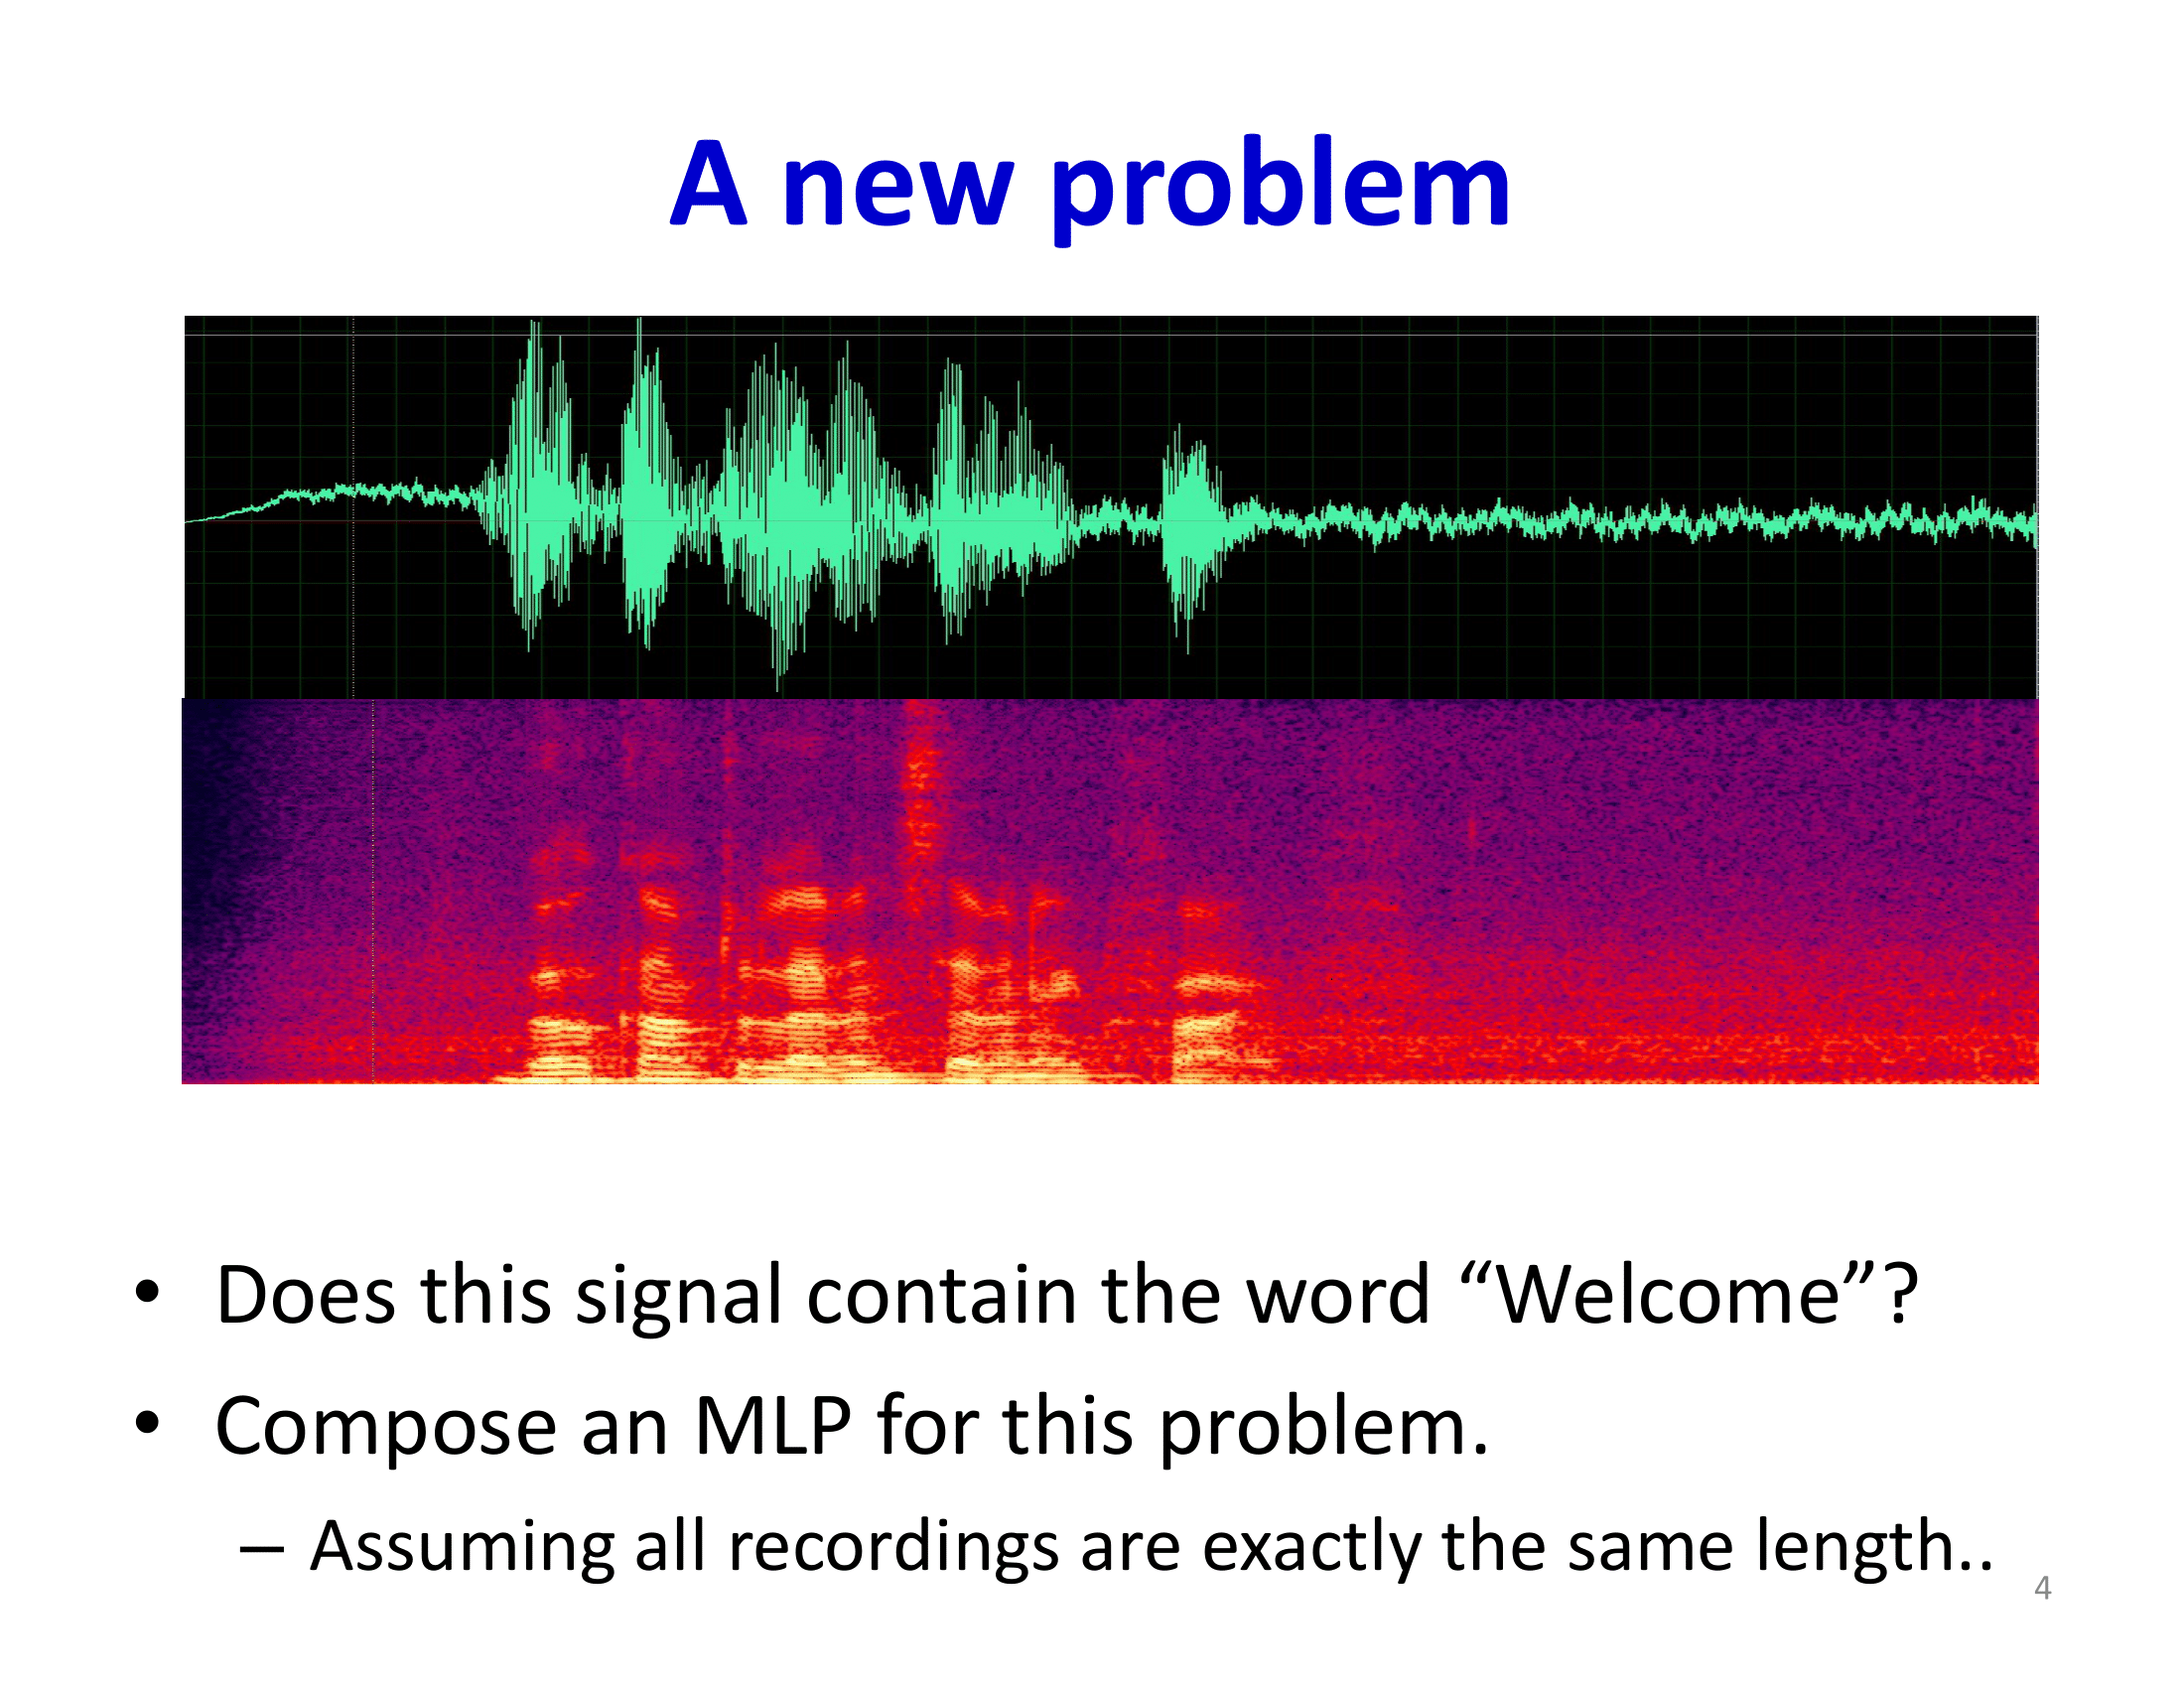 A new problem
• Does this signal contain the word “Welcome”?
• Compose an MLP for this problem.
– Assuming all recordings are exactly the same length..
4